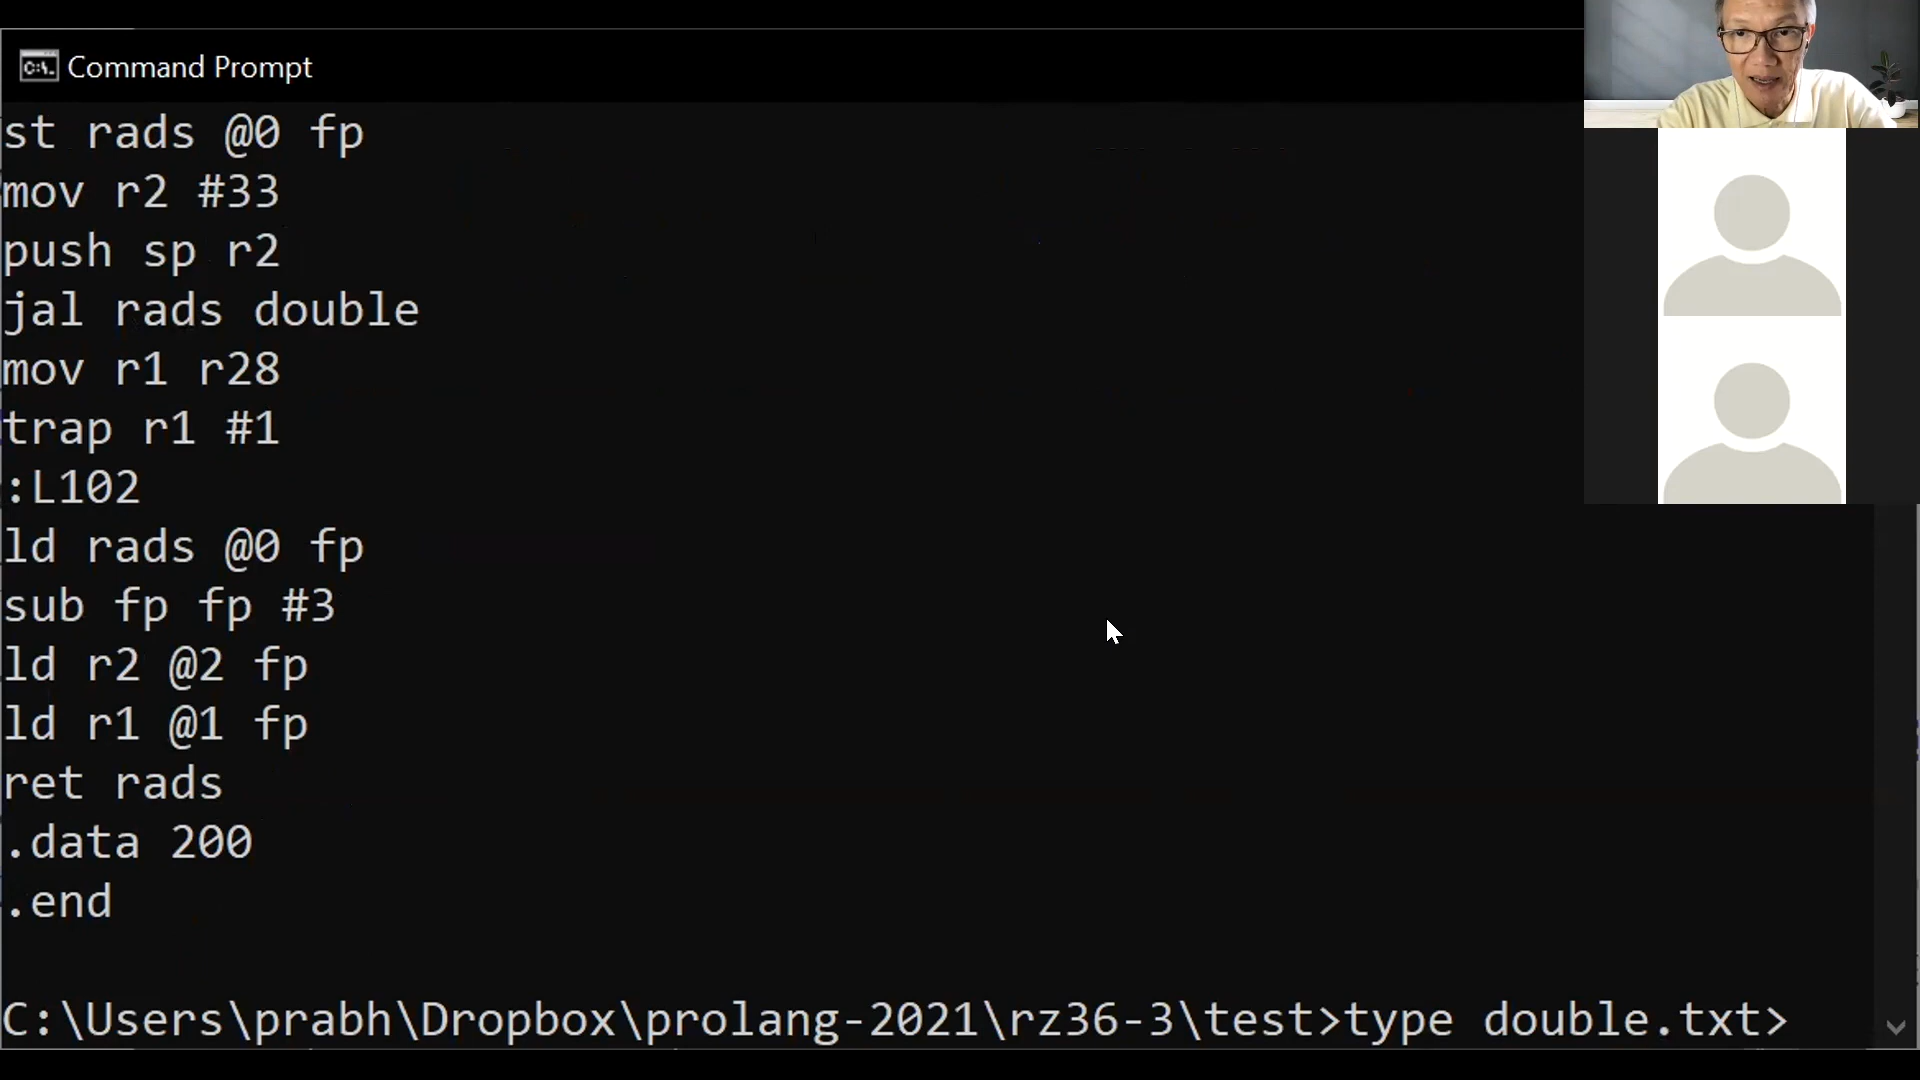 C:\.
Command Prompt
st rads @0 fp
mov r2 #33
push sp r2
jal rads double
mov r1 r28
trap r1 #1
:L102
ld rads @0 fp
sub fp fp #3
ld r2 @2 fp
ld r1 @1 fp
ret rads
.data 200
.end
C:\Users\prabh\Dropbox\prolang-2021\rz36-3\test>type double.txt>